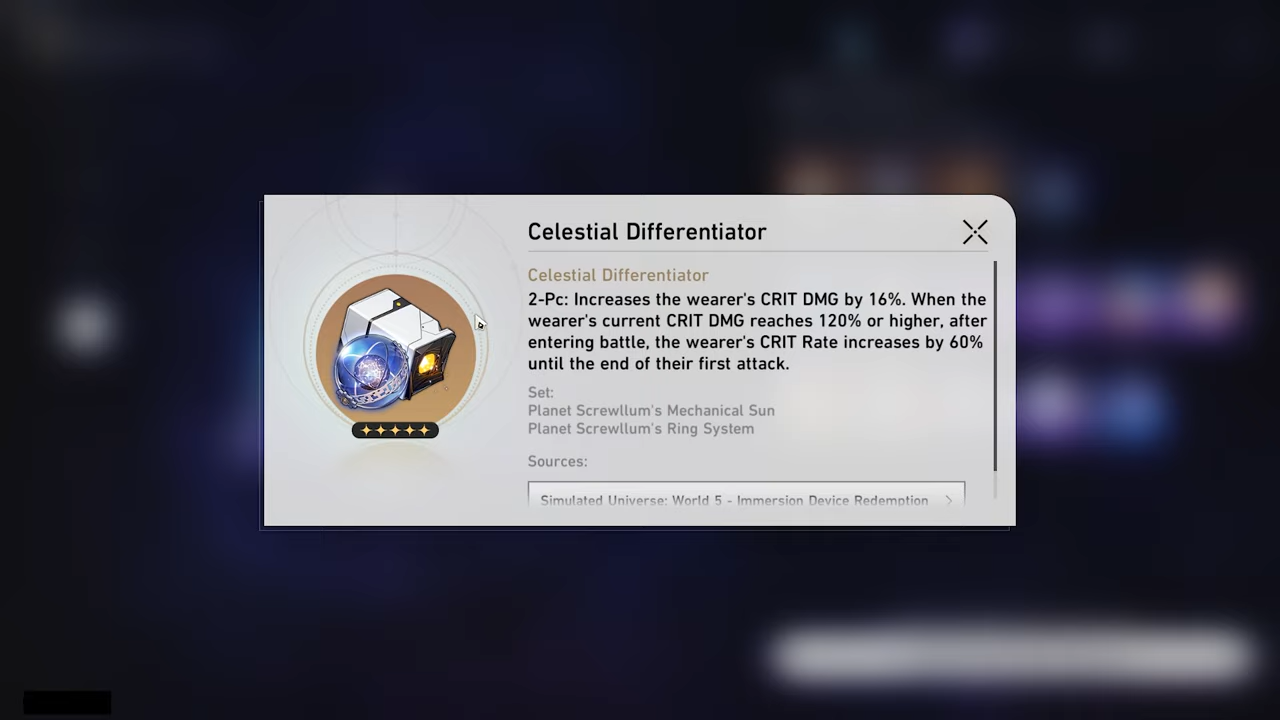 Celestial Differentiator
Celestial Differentiator
2-Pc: Increases the wearer's CRIT DMG by 16%. When the
wearer's current CRIT DMG reaches 120% or higher, after
entering battle, the wearer's CRIT Rate increases by 60%
until the end of their first attack.
Set:
Planet Screwllum's Mechanical Sun
Planet Screwllum's Ring System
Sources:
Simulated Universe: World 5 - Immersion Device Redemption